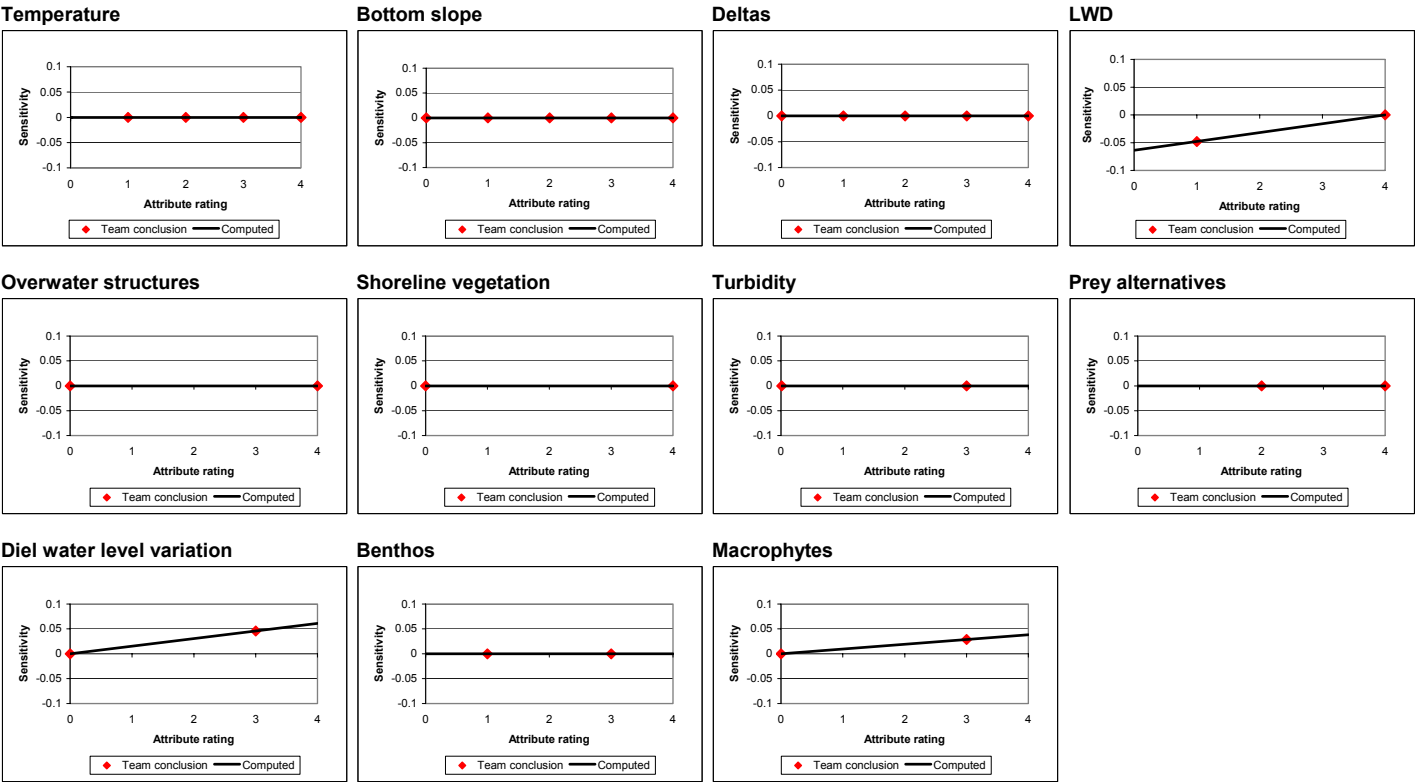 Temperature
0.1
0.05
0
-0.05
-0.1
Sensitivity
0 1 2 3 4
Attribute rating
Team conclusion Computed
Bottom slope
0.1
0.05
0
-0.05
-0.1
Sensitivity
0 1 2 3 4
Attribute rating
Team conclusion Computed
Deltas
0.1
0.05
0
-0.05
-0.1
Sensitivity
0 1 2 3 4
Attribute rating
Team conclusion Computed
LWD
0.1
0.05
0
-0.05
-0.1
Sensitivity
0 1 2 3 4
Attribute rating
Team conclusion Computed
Overwater structures
0.1
0.05
0
-0.05
-0.1
Sensitivity
0 1 2 3 4
Attribute rating
Team conclusion Computed
Shoreline vegetation
0.1
0.05
0
-0.05
-0.1
Sensitivity
0 1 2 3 4
Attribute rating
Team conclusion Computed
Turbidity
0.1
0.05
0
-0.05
-0.1
Sensitivity
0 1 2 3 4
Attribute rating
Team conclusion Computed
Prey alternatives
0.1
0.05
0
-0.05
-0.1
Sensitivity
0 1 2 3 4
Attribute rating
Team conclusion Computed
Diel water level variation
0.1
0.05
0
-0.05
-0.1
Sensitivity
0 1 2 3 4
Attribute rating
Team conclusion Computed
Benthos
0.1
0.05
0
-0.05
-0.1
Sensitivity
0 1 2 3 4
Attribute rating
Team conclusion Computed
Macrophytes
0.1
0.05
0
-0.05
-0.1
Sensitivity
0 1 2 3 4
Attribute rating
Team conclusion Computed